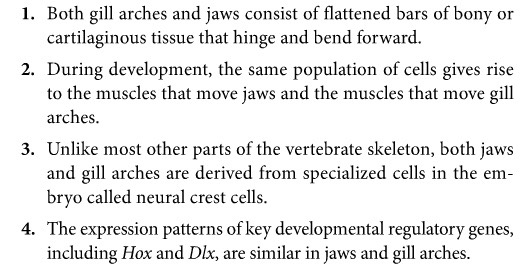 1. Both gill arches and jaws consist of flattened bars of bony or
cartilaginous tissue that hinge and bend forward.
2. During development, the same population of cells gives rise
to the muscles that move jaws and the muscles that move gill
arches.
3. Unlike most other parts of the vertebrate skeleton, both jaws
and gill arches are derived from specialized cells in the em-
bryo called neural crest cells.
4. The expression patterns of key developmental regulatory genes,
including Hox and Dlx, are similar in jaws and gill arches.